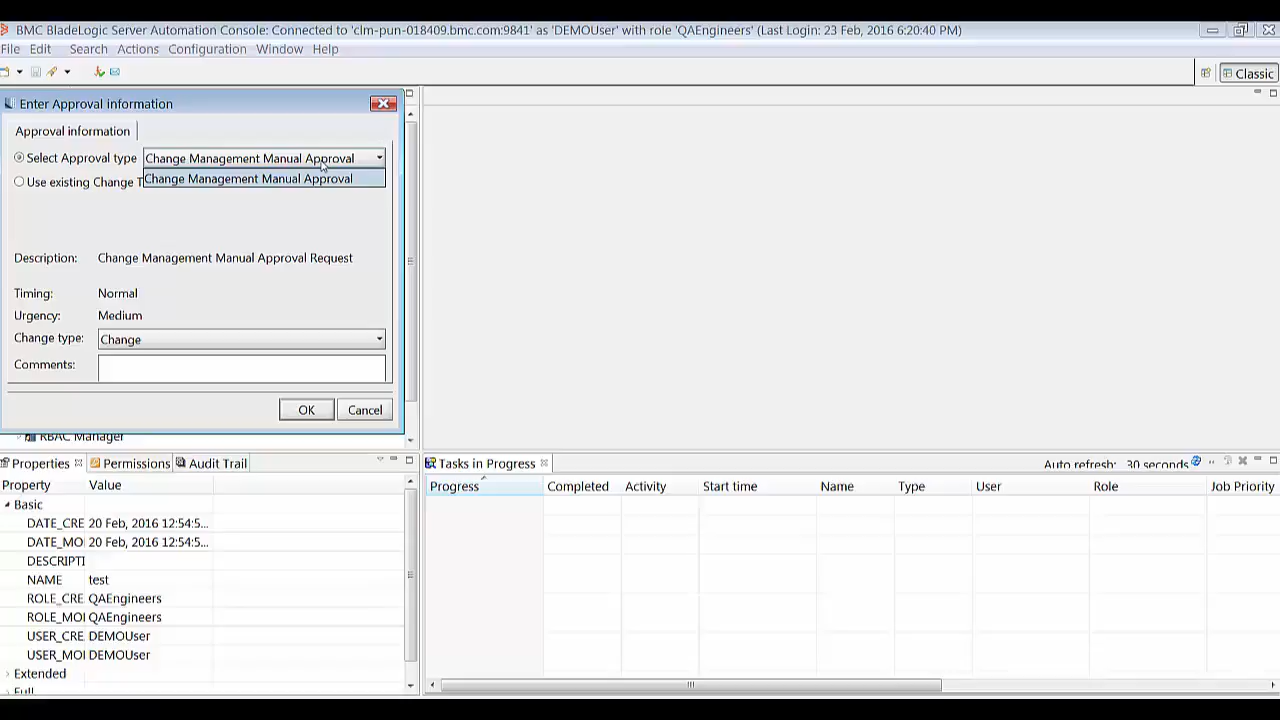 BMC BladeLogic Server Automation Console: Connected to 'clm-pun-018409.bmc.com:9841' as 'DEMOUser' with role 'QAEngineers' (Last Login: 23 Feb, 2016 6:20:40 PM)
File Edit Search Actions Configuration Window Help
Classic
Enter Approval information
Approval information
Select Approval type Change Management Manual Approval
Change Management Manual Approval
Use existing Change T
Description: Change Management Manual Approval Request
Timing: Normal
Urgency: Medium
Change type: Change
Comments:
OK Cancel
RBAC Manager
Properties Permissions Audit Trail
Property Value
Basic
DATE_CRE 20 Feb, 2016 12:54:5...
DATE_MO 20 Feb, 2016 12:54:5...
DESCRIPTI
NAME test
ROLE_CRE QAEngineers
ROLE_MOI QAEngineers
USER_CRE DEMOUser
USER_MOI DEMOUser
Extended
Full
Tasks in Progress
Auto refresh: 30 seconds
Progress Completed Activity Start time Name Type User Role Job Priority